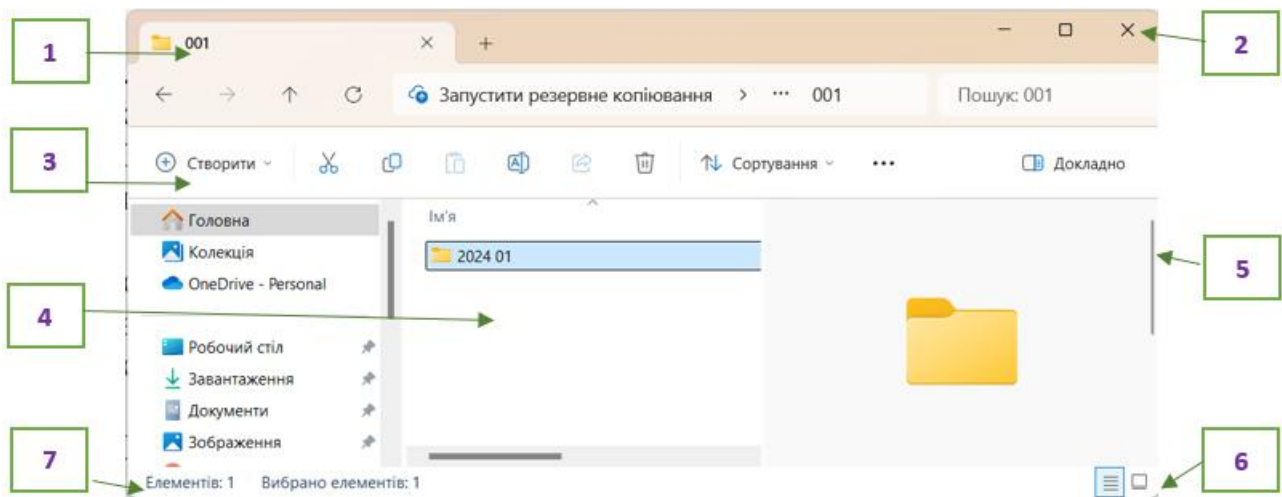 1
001
2
Запустити резервне копіювання > ··· 001
Пошук: 001
3
Створити
Сортування
•••
Докладно
Головна
Колекція
OneDrive - Personal
Робочий стіл
Завантаження
Документи
Зображення
Ім'я
2024 01
4
5
7
Елементів: 1 Вибрано елементів: 1
6